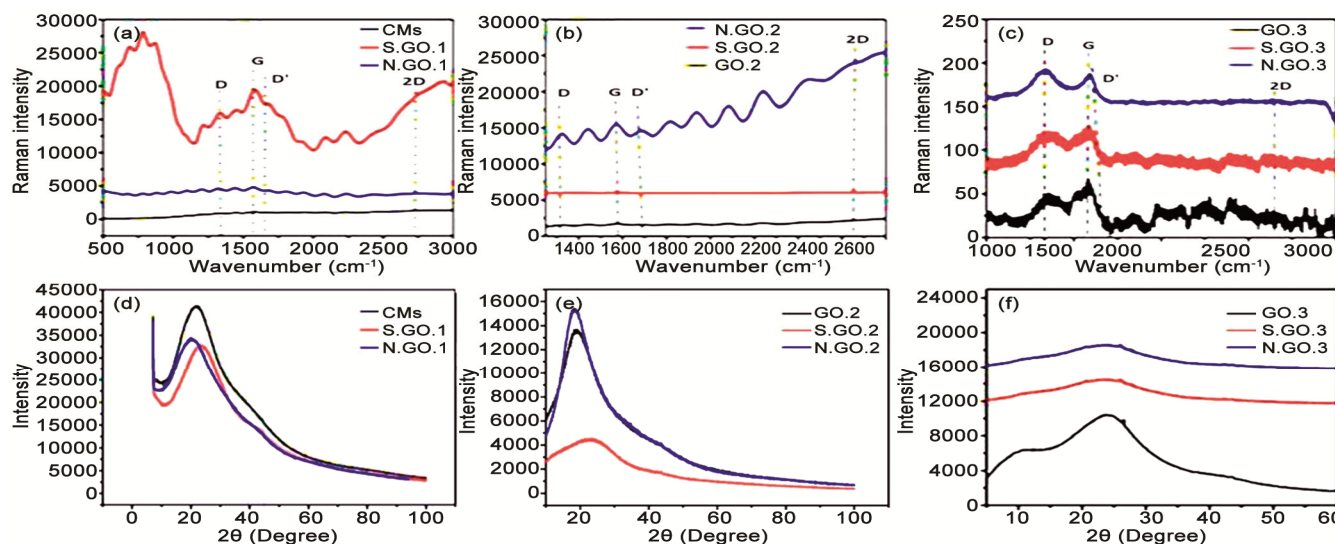 (a)
Raman intensity
30000
25000
20000
15000
10000
5000
0
CMs
S.GO.1
N.GO.1
D
G
D'
2D
500
1000
1500
2000
2500
3000
Wavenumber (cm⁻¹)
(b)
Raman intensity
30000
25000
20000
15000
10000
5000
0
N.GO.2
S.GO.2
GO.2
D
G
D'
2D
1400
1600
1800
2000
2200
2400
2600
Wavenumber (cm⁻¹)
(c)
Raman intensity
250
200
150
100
50
0
GO.3
S.GO.3
N.GO.3
D
G
D'
2D
1000
1500
2000
2500
3000
Wavenumber (cm⁻¹)
(d)
Intensity
45000
40000
35000
30000
25000
20000
15000
10000
5000
0
CMs
S.GO.1
N.GO.1
0
20
40
60
80
100
2θ (Degree)
(e)
Intensity
16000
14000
12000
10000
8000
6000
4000
2000
0
GO.2
S.GO.2
N.GO.2
20
40
60
80
100
2θ (Degree)
(f)
Intensity
24000
20000
16000
12000
8000
4000
0
GO.3
S.GO.3
N.GO.3
10
20
30
40
50
60
2θ (Degree)